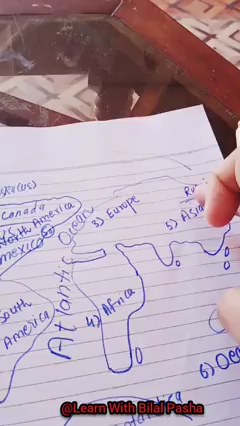 Canada
North America
Mexico
Atlantic Ocean
3) Europe
5) Asia
4) Africa
South
America
6) Oce
@Learn With Bilal Pasha